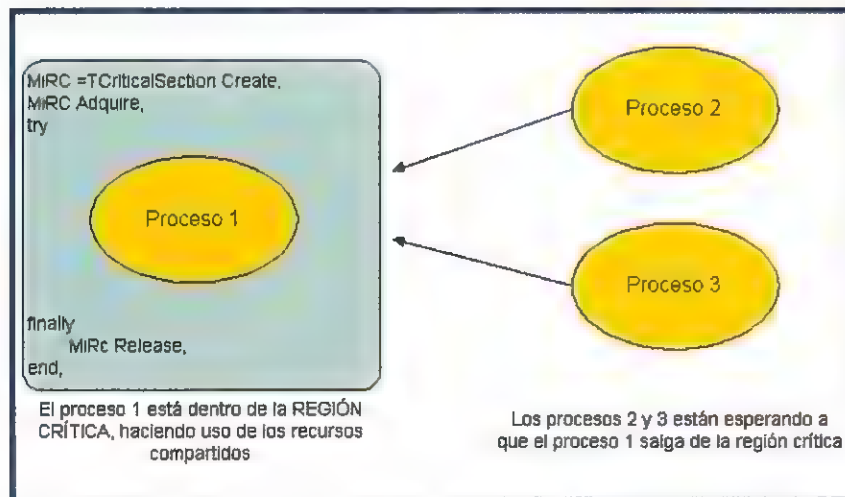 MiRC =TCriticalSection Create,
MiRC Adquire,
try
Proceso 1
finally
MiRc Release,
end,
El proceso 1 está dentro de la REGIÓN
CRÍTICA, haciendo uso de los recursos
compartidos
Proceso 2
Proceso 3
Los procesos 2 y 3 están esperando a
que el proceso 1 salga de la región crítica